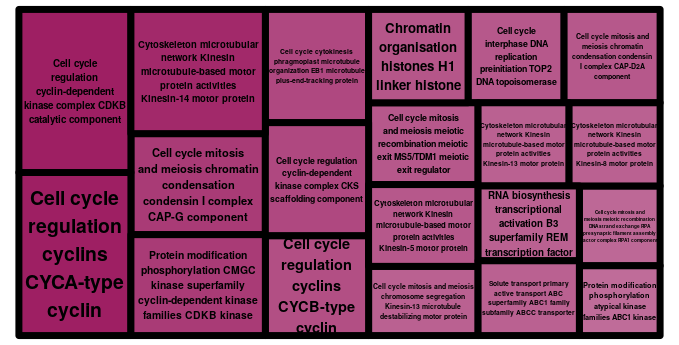 Cell cycle
regulation
cyclin-dependent
kinase complex CDKB
catalytic component
Cell cycle
regulation
cyclins
CYCA-type
cyclin
Cytoskeleton microtubular
network Kinesin
microtubule-based motor
protein activities
Kinesin-14 motor protein
Cell cycle mitosis
and meiosis chromatin
condensation
condensin I complex
CAP-G component
Protein modification
phosphorylation CMGC
kinase superfamily
cyclin-dependent kinase
families CDKB kinase
Cell cycle cytokinesis
phragmoplast microtubule
organization EB1 microtubule
plus-end-tracking protein
Cell cycle regulation
cyclin-dependent
kinase complex CKS
scaffolding component
Cell cycle
regulation
cyclins
CYCB-type
cyclin
Chromatin
organisation
histones H1
linker histone
Cell cycle
interphase DNA
replication
preinitiation TOP2
DNA topoisomerase
Cell cycle mitosis and
meiosis chromatin
condensation condensin
I complex CAP-D2A
component
Cell cycle mitosis
and meiosis meiotic
recombination meiotic
exit MS5/TDM1 meiotic
exit regulator
Cytoskeleton microtubular
network Kinesin
microtubule-based motor
protein activities
Kinesin-13 motor protein
Cytoskeleton microtubular
network Kinesin
microtubule-based motor
protein activities
Kinesin-8 motor protein
Cytoskeleton microtubular
network Kinesin
microtubule-based motor
protein activities
Kinesin-5 motor protein
RNA biosynthesis
transcriptional
activation B3
superfamily REM
transcription factor
Cell cycle mitosis and
meiosis meiotic recombination
DNA strand exchange RPA
presynaptic filament assembly
factor complex RPA1 component
Cell cycle mitosis and meiosis
chromosome segregation
Kinesin-13 microtubule
destabilizing motor protein
Solute transport primary
active transport ABC
superfamily ABC1 family
subfamily ABCC transporter
Protein modification
phosphorylation
atypical kinase
families ABC1 kinase